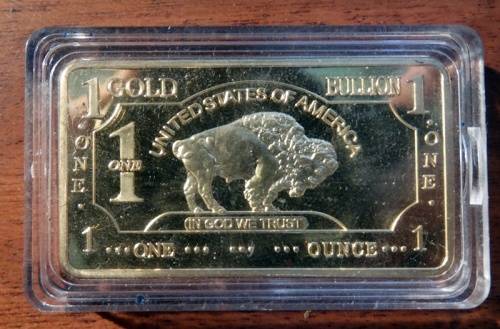 1 GOLD BULLION 1
UNITED STATES OF AMERICA
ONE
1
ONE
ONE
IN GOD WE TRUST
1 ... ONE ... ... ... OUNCE ... 1